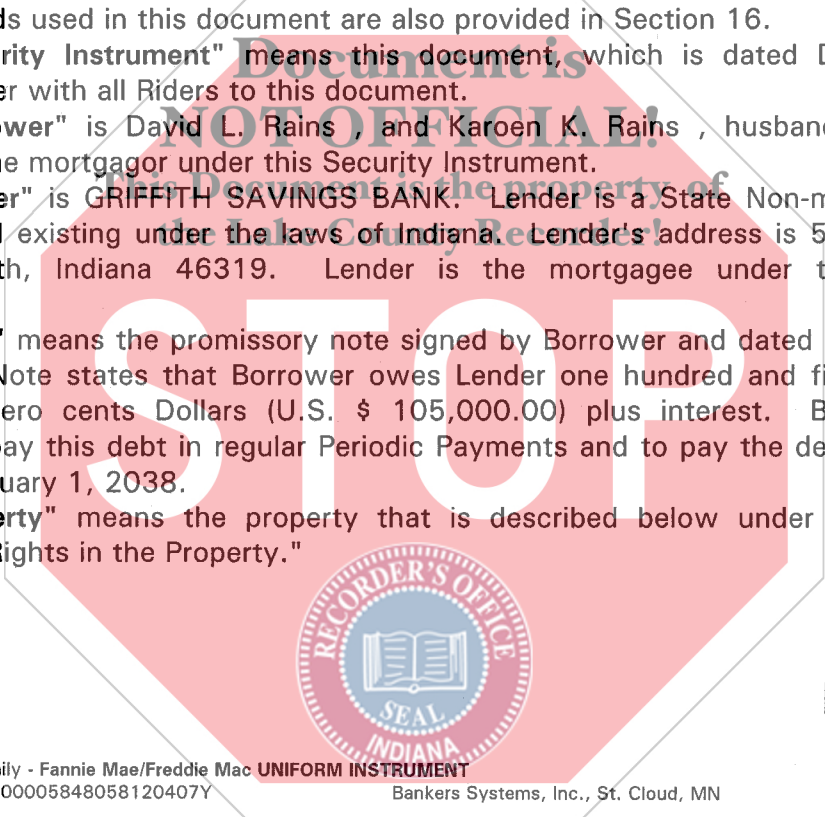 ds used in this document are also provided in Section 16.
rity Instrument" means this document, which is dated D
er with all Riders to this document.
ower" is David L. Rains , and Karoen K. Rains , husban
e mortgagor under this Security Instrument.
er" is GRIFFITH SAVINGS BANK. Lender is a State Non-m
existing under the laws of Indiana. Lender's address is 5
th, Indiana 46319. Lender is the mortgagee under t
" means the promissory note signed by Borrower and dated
Note states that Borrower owes Lender one hundred and fi
ero cents Dollars (U.S. $ 105,000.00) plus interest. B
ay this debt in regular Periodic Payments and to pay the de
uary 1, 2038.
erty" means the property that is described below under
Rights in the Property."
Document is
NOT OFFICIAL!
This Document is the property of
the Lake County Recorder!
STOP
RECORDER'S OFFICE
SEAL
INDIANA
ily - Fannie Mae/Freddie Mac UNIFORM INSTRUMENT
00005848058120407Y Bankers Systems, Inc., St. Cloud, MN